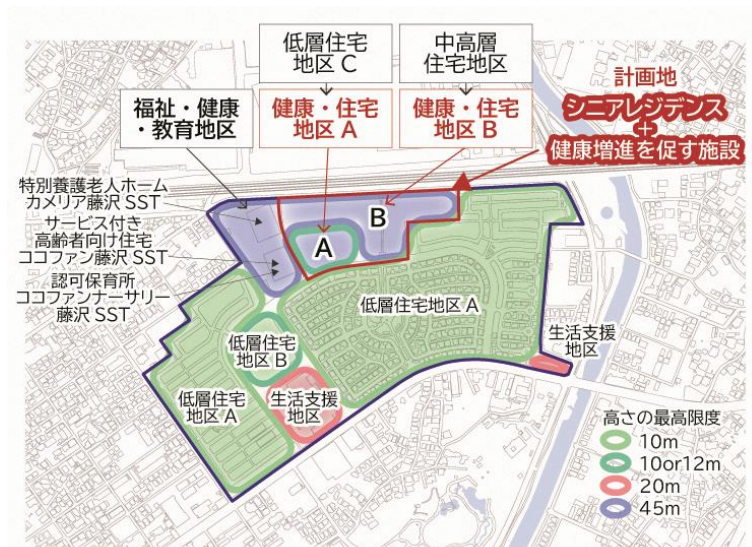 低層住宅
地区 C
中高層
住宅地区
計画地
シニアレジデンス
+
健康増進を促す施設
福祉・健康
・教育地区
健康・住宅
地区 A
健康・住宅
地区 B
特別養護老人ホーム
カメリア藤沢 SST
サービス付き
高齢者向け住宅
ココファン藤沢 SST
認可保育所
ココファンナーサリー
藤沢 SST
A
B
低層住宅地区 A
低層住宅
地区 B
低層住宅
地区 A
生活支援
地区
生活支援
地区
高さの最高限度
10m
10or12m
20m
45m